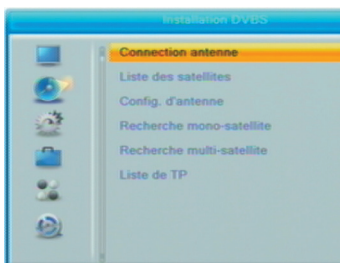 Installation DVBS
Connection antenne
Liste des satellites
Config. d'antenne
Recherche mono-satellite
Recherche multi-satellite
Liste de TP